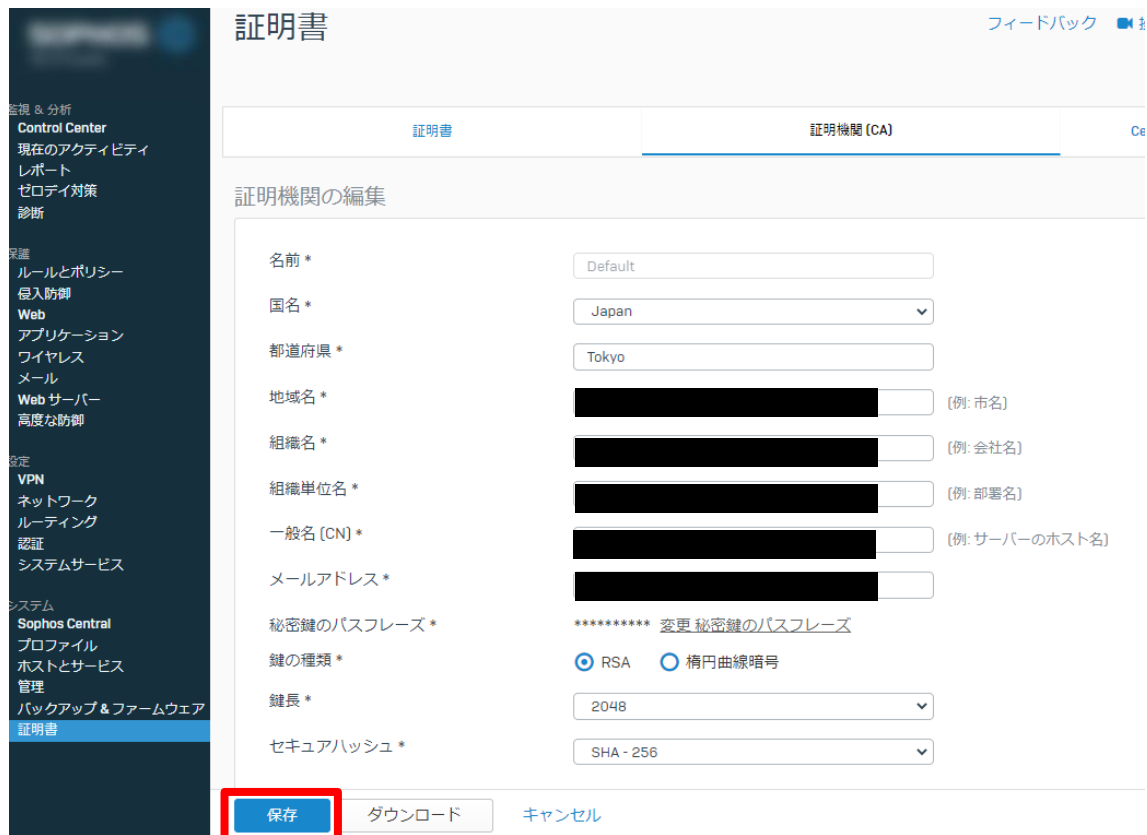 証明書
フィードバック
監視 & 分析
Control Center
現在のアクティビティ
レポート
ゼロデイ対策
診断
保護
ルールとポリシー
侵入防御
Web
アプリケーション
ワイヤレス
メール
Web サーバー
高度な防御
設定
VPN
ネットワーク
ルーティング
認証
システムサービス
システム
Sophos Central
プロファイル
ホストとサービス
管理
バックアップ & ファームウェア
証明書
証明書 証明機関 (CA) Ce
証明機関の編集
名前 * Default
国名 * Japan
都道府県 * Tokyo
地域名 * (例: 市名)
組織名 * (例: 会社名)
組織単位名 * (例: 部署名)
一般名 (CN) * (例: サーバーのホスト名)
メールアドレス *
秘密鍵のパスフレーズ * ********** 変更 秘密鍵のパスフレーズ
鍵の種類 * RSA 楕円曲線暗号
鍵長 * 2048
セキュアハッシュ * SHA - 256
保存 ダウンロード キャンセル